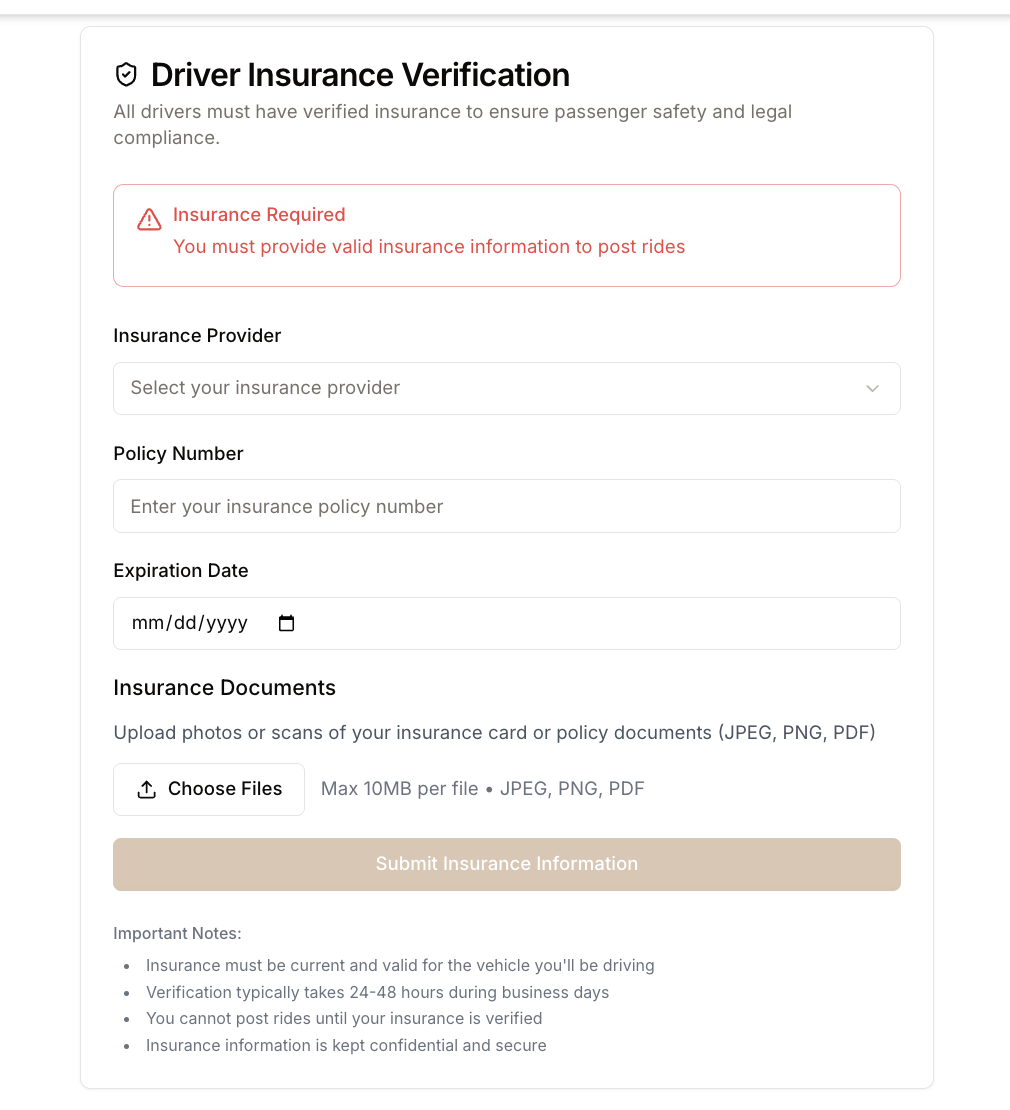 Driver Insurance Verification
All drivers must have verified insurance to ensure passenger safety and legal
compliance.
Insurance Required
You must provide valid insurance information to post rides
Insurance Provider
Select your insurance provider
Policy Number
Enter your insurance policy number
Expiration Date
mm/dd/yyyy
Insurance Documents
Upload photos or scans of your insurance card or policy documents (JPEG, PNG, PDF)
Choose Files
Max 10MB per file • JPEG, PNG, PDF
Submit Insurance Information
Important Notes:
• Insurance must be current and valid for the vehicle you'll be driving
• Verification typically takes 24-48 hours during business days
• You cannot post rides until your insurance is verified
• Insurance information is kept confidential and secure